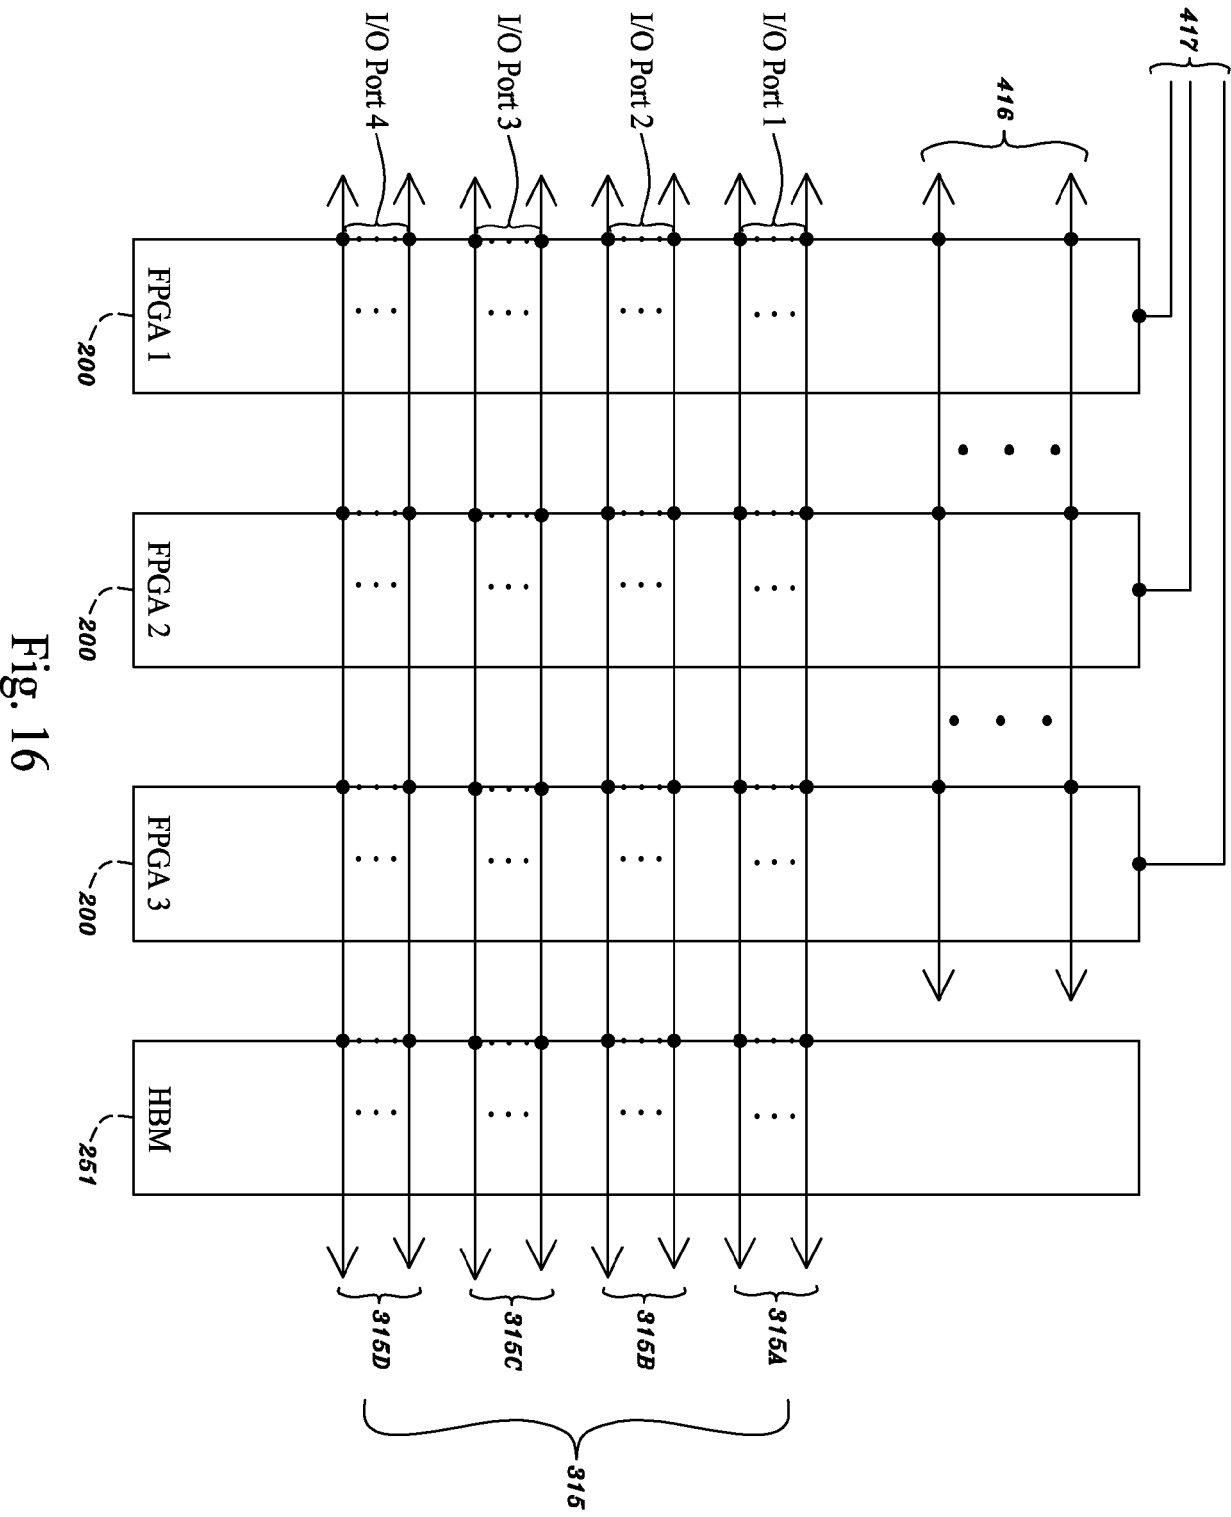 417
416
I/O Port 1
I/O Port 2
I/O Port 3
I/O Port 4
FPGA 1
200
FPGA 2
200
FPGA 3
200
HBM
251
315A
315B
315C
315D
315
Fig. 16